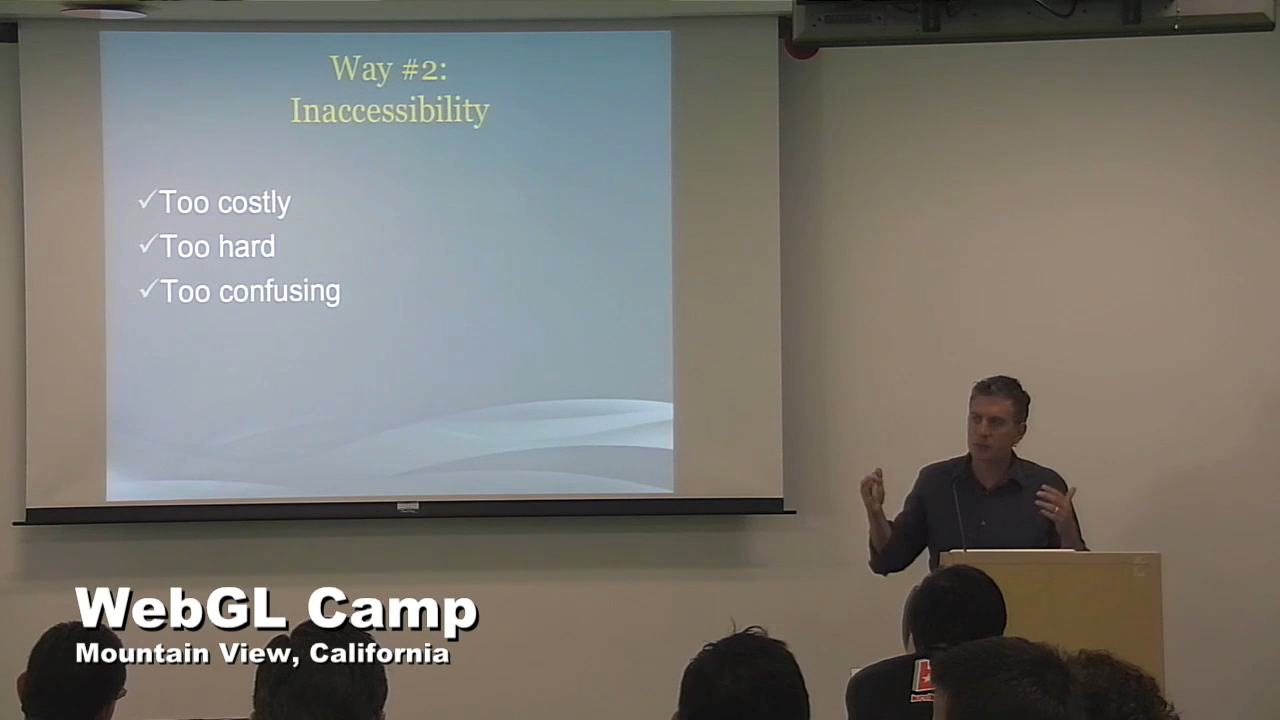 Way #2:
Inaccessibility
✓Too costly
✓Too hard
✓Too confusing
WebGL Camp
Mountain View, California